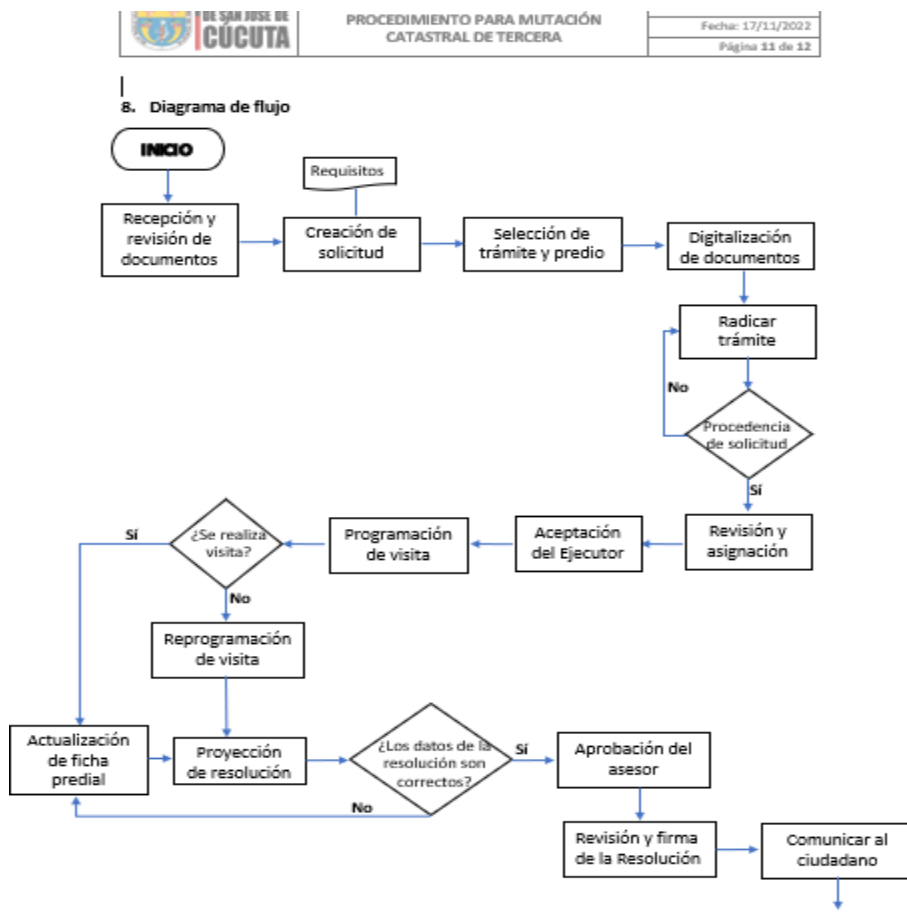 DE SAN JOSÉ DE
CÚCUTA
PROCEDIMIENTO PARA MUTACIÓN
CATASTRAL DE TERCERA
Fecha: 17/11/2022
Página 11 de 12
8. Diagrama de flujo
INICIO
Requisitos
Recepción y
revisión de
documentos
Creación de
solicitud
Selección de
trámite y predio
Digitalización
de documentos
Radicar
trámite
No
Procedencia
de solicitud
Sí
Revisión y
asignación
Aceptación
del Ejecutor
Programación
de visita
¿Se realiza
visita?
Sí
No
Reprogramación
de visita
Actualización
de ficha
predial
Proyección
de resolución
¿Los datos de la
resolución son
correctos?
Sí
No
Aprobación del
asesor
Revisión y firma
de la Resolución
Comunicar al
ciudadano